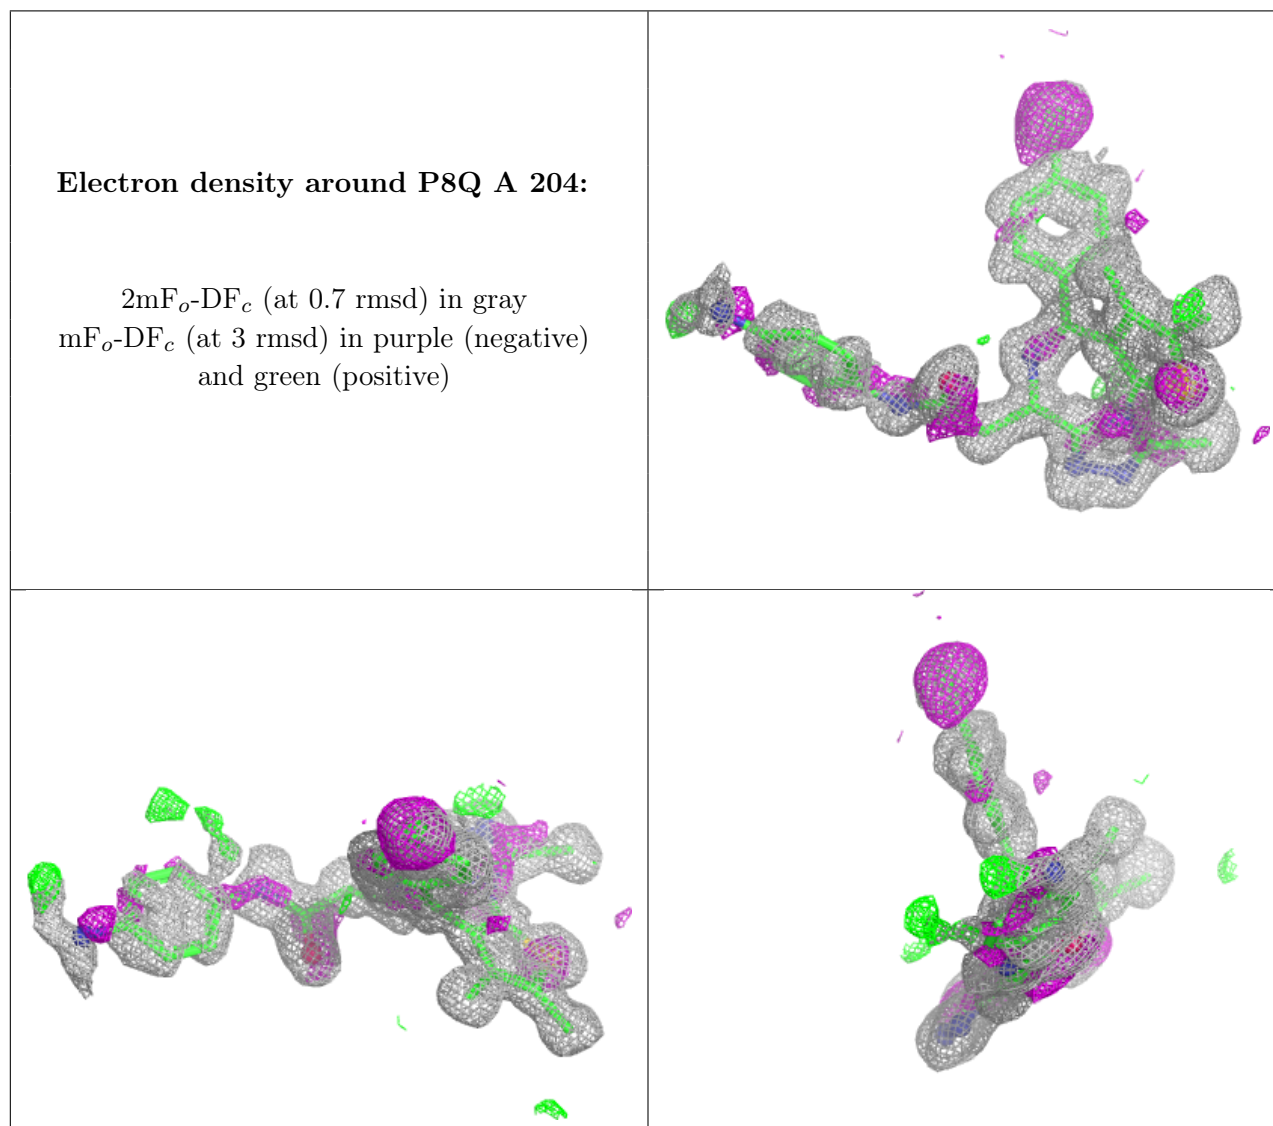 Electron density around P8Q A 204:
2mFo-DFc (at 0.7 rmsd) in gray
mFo-DFc (at 3 rmsd) in purple (negative)
and green (positive)